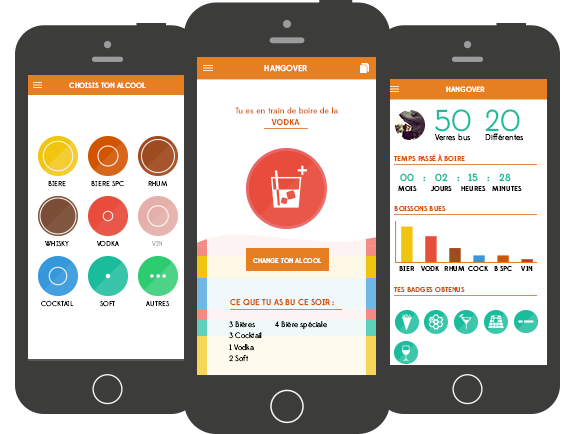 CHOISIS TON ALCOOL
BIERE
BIERE SPC
RHUM
WHISKY
VODKA
VIN
COCKTAIL
SOFT
AUTRES
HANGOVER
Tu es en train de boire de la
VODKA
CHANGE TON ALCOOL
CE QUE TU AS BU CE SOIR :
3 Bières 4 Bière spéciale
3 Cocktail
1 Vodka
2 Soft
HANGOVER
50 20
Verres bus Différentes
TEMPS PASSÉ À BOIRE
00 : 02 : 15 : 28
MOIS JOURS HEURES MINUTES
BOISSONS BUES
BIER VODK RHUM COCK B SPC VIN
TES BADGES OBTENUS